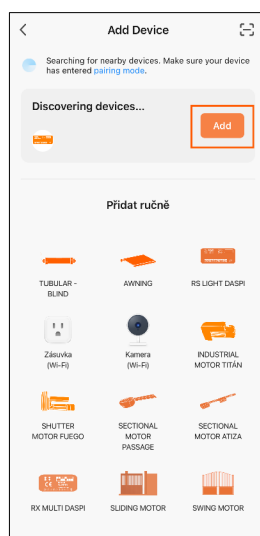 Add Device
Searching for nearby devices. Make sure your device
has entered pairing mode.
Discovering devices...
Add
Přidat ručně
TUBULAR -
BLIND
AWNING
RS LIGHT DASPI
Zásuvka
(Wi-Fi)
Kamera
(Wi-Fi)
INDUSTRIAL
MOTOR TITÁN
SHUTTER
MOTOR FUEGO
SECTIONAL
MOTOR
PASSAGE
SECTIONAL
MOTOR ATIZA
RX MULTI DASPI
SLIDING MOTOR
SWING MOTOR